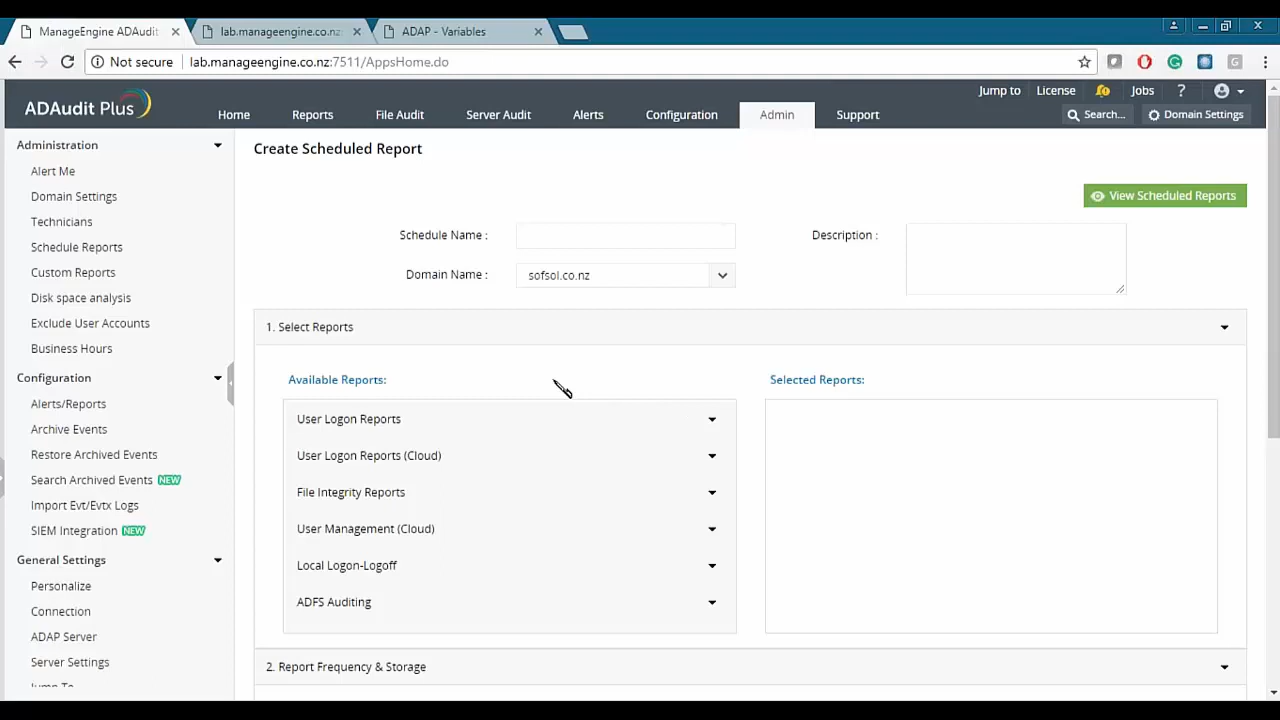 ManageEngine ADAudit
lab.manageengine.co.nz
ADAP - Variables
Not secure
lab.manageengine.co.nz:7511/AppsHome.do
Jump to
License
Jobs
?
ADAudit Plus
Home
Reports
File Audit
Server Audit
Alerts
Configuration
Admin
Support
Search...
Domain Settings
Administration
Alert Me
Domain Settings
Technicians
Schedule Reports
Custom Reports
Disk space analysis
Exclude User Accounts
Business Hours
Configuration
Alerts/Reports
Archive Events
Restore Archived Events
Search Archived Events NEW
Import Evt/Evtx Logs
SIEM Integration NEW
General Settings
Personalize
Connection
ADAP Server
Server Settings
Jump To
Create Scheduled Report
View Scheduled Reports
Schedule Name :
Description :
Domain Name :
sofsol.co.nz
1. Select Reports
Available Reports:
Selected Reports:
User Logon Reports
User Logon Reports (Cloud)
File Integrity Reports
User Management (Cloud)
Local Logon-Logoff
ADFS Auditing
2. Report Frequency & Storage